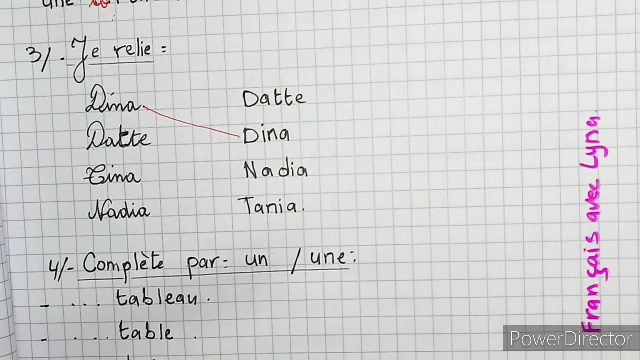 une
3/. Je relie :
Dina Datte
Datte Dina
Tina Nadia
Nadia Tania.
4/- Complète par: un / une:
- ... tableau.
- .... table.
Français avec Lyna.
PowerDirector